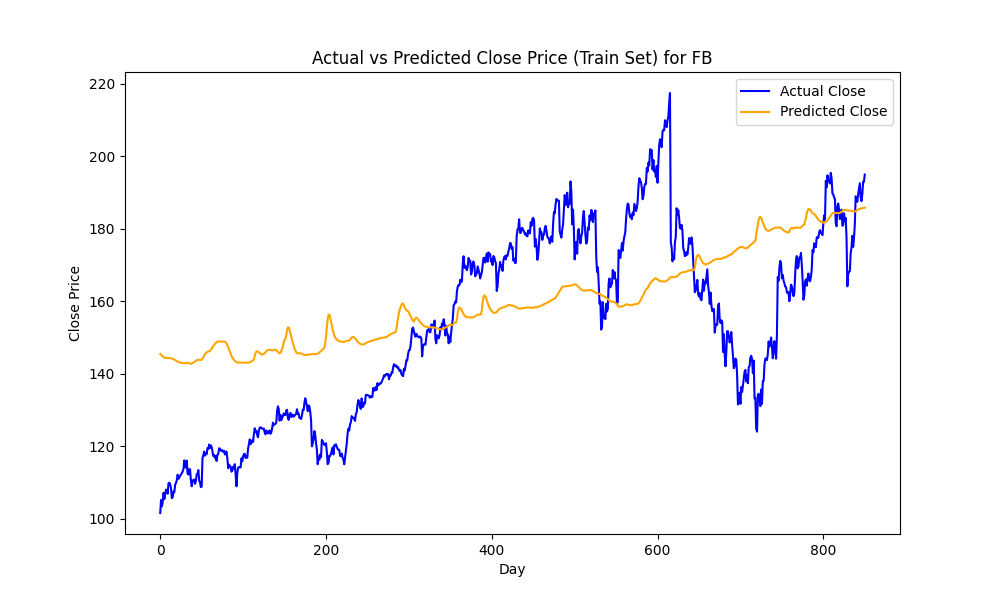 Actual vs Predicted Close Price (Train Set) for FB
Actual Close
Predicted Close
Close Price
220
200
180
160
140
120
100
0 200 400 600 800
Day